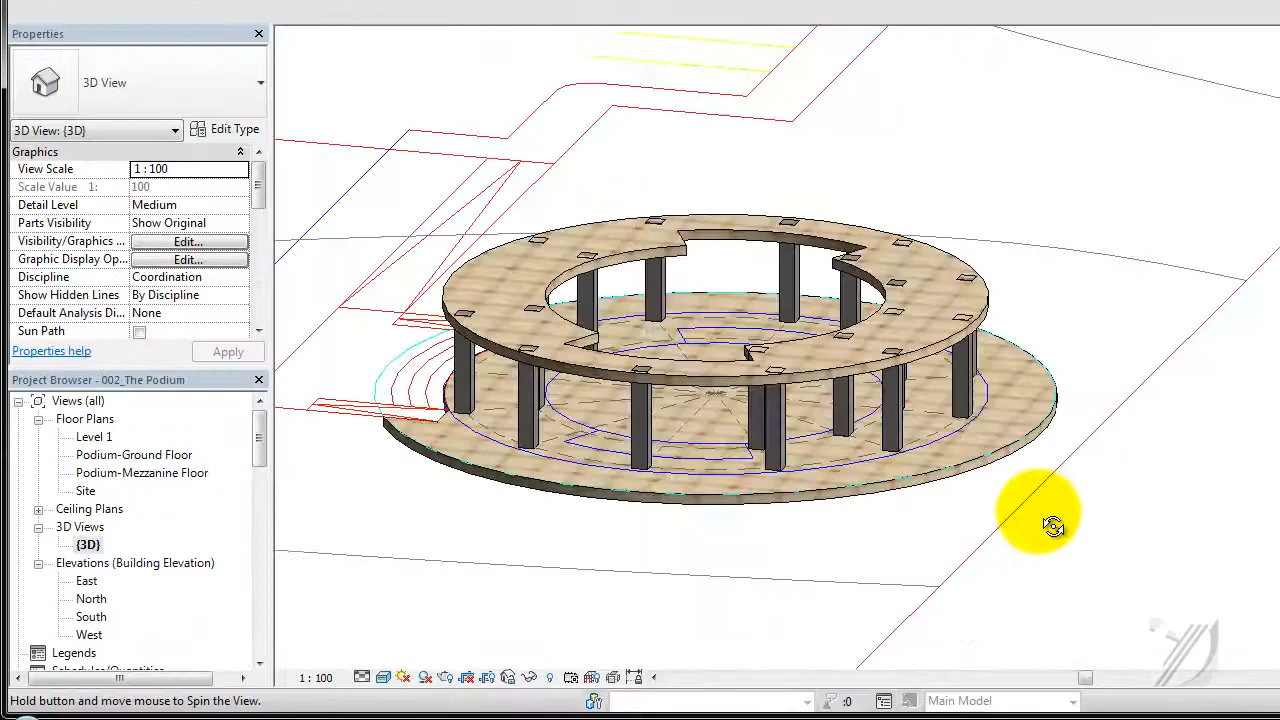 Properties
3D View
3D View: {3D}
Edit Type
Graphics
View Scale
1 : 100
Scale Value 1:
100
Detail Level
Medium
Parts Visibility
Show Original
Visibility/Graphics ...
Edit...
Graphic Display Op...
Edit...
Discipline
Coordination
Show Hidden Lines
By Discipline
Default Analysis Di...
None
Sun Path
Properties help
Apply
Project Browser - 002_The Podium
Views (all)
Floor Plans
Level 1
Podium-Ground Floor
Podium-Mezzanine Floor
Site
Ceiling Plans
3D Views
{3D}
Elevations (Building Elevation)
East
North
South
West
Legends
Schedules/Quantities
1 : 100
Hold button and move mouse to Spin the View.
:0
Main Model